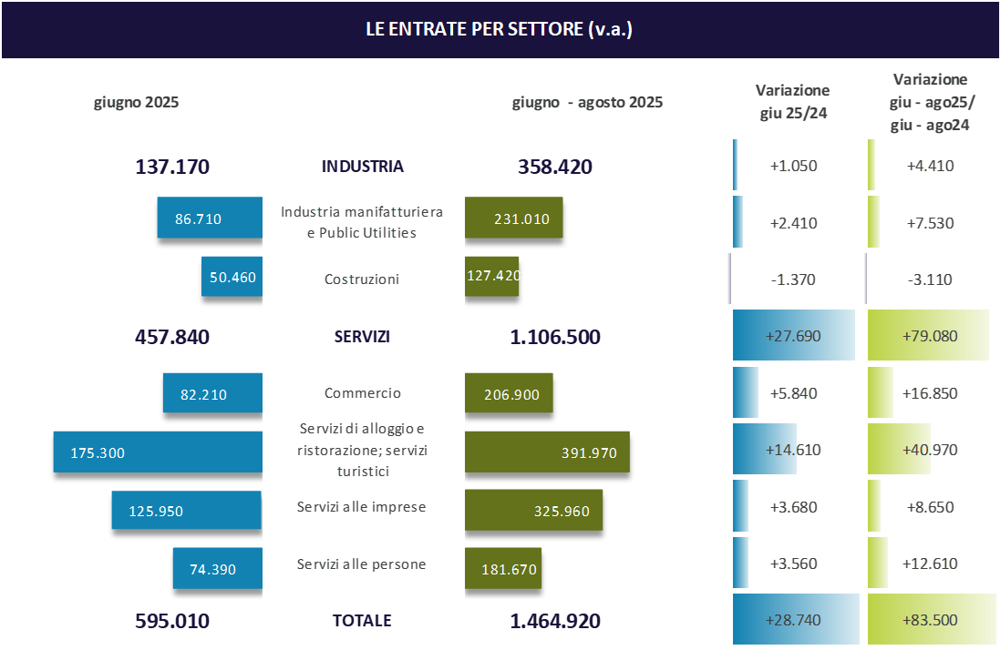 LE ENTRATE PER SETTORE (v.a.)
giugno 2025
giugno - agosto 2025
Variazione
giu 25/24
Variazione
giu - ago25/
giu - ago24
137.170 INDUSTRIA 358.420 +1.050 +4.410
86.710 Industria manifatturiera 231.010 +2.410 +7.530
e Public Utilities
50.460 Costruzioni 127.420 -1.370 -3.110
457.840 SERVIZI 1.106.500 +27.690 +79.080
82.210 Commercio 206.900 +5.840 +16.850
Servizi di alloggio e
175.300 ristorazione; servizi 391.970 +14.610 +40.970
turistici
125.950 Servizi alle imprese 325.960 +3.680 +8.650
74.390 Servizi alle persone 181.670 +3.560 +12.610
595.010 TOTALE 1.464.920 +28.740 +83.500